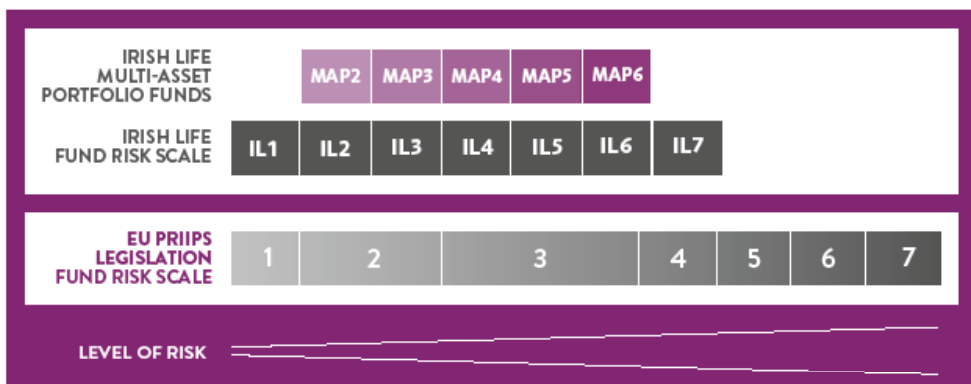 IRISH LIFE
MULTI-ASSET
PORTFOLIO FUNDS
MAP2 MAP3 MAP4 MAP5 MAP6
IRISH LIFE
FUND RISK SCALE
IL1 IL2 IL3 IL4 IL5 IL6 IL7
EU PRIIPS
LEGISLATION
FUND RISK SCALE
1 2 3 4 5 6 7
LEVEL OF RISK